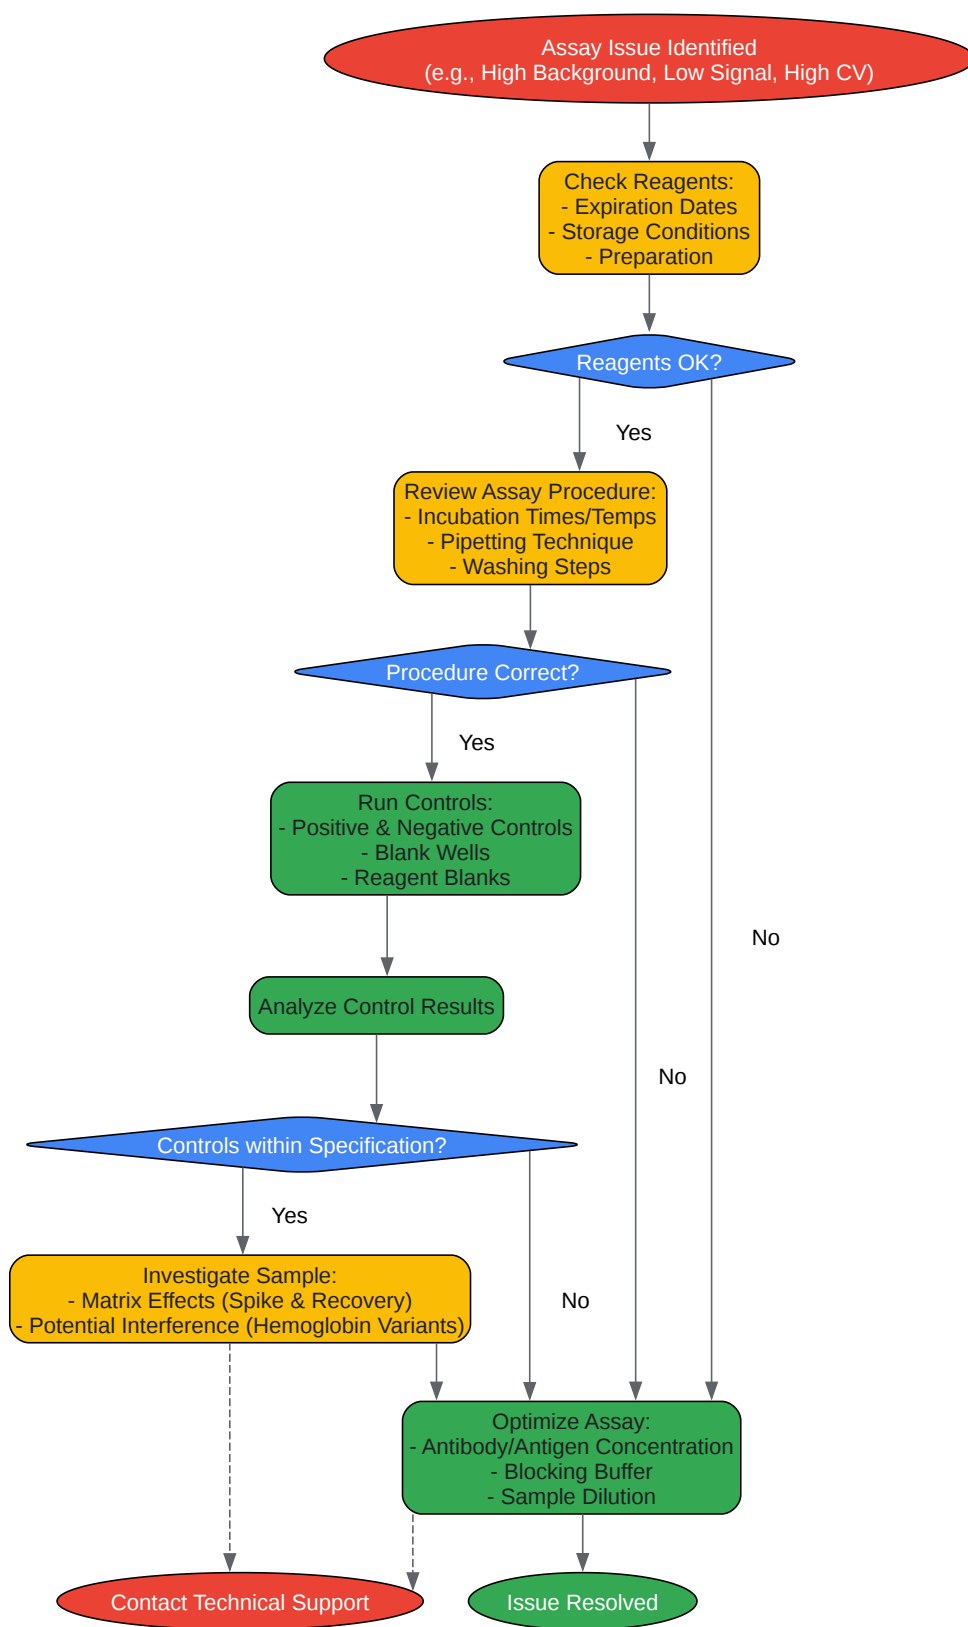 Assay Issue Identified
(e.g., High Background, Low Signal, High CV)
Check Reagents:
- Expiration Dates
- Storage Conditions
- Preparation
Reagents OK?
Yes
Review Assay Procedure:
- Incubation Times/Temps
- Pipetting Technique
- Washing Steps
Procedure Correct?
Yes
Run Controls:
- Positive & Negative Controls
- Blank Wells
- Reagent Blanks
No
Analyze Control Results
No
Controls within Specification?
Yes
Investigate Sample:
- Matrix Effects (Spike & Recovery)
- Potential Interference (Hemoglobin Variants)
No
Optimize Assay:
- Antibody/Antigen Concentration
- Blocking Buffer
- Sample Dilution
Contact Technical Support
Issue Resolved